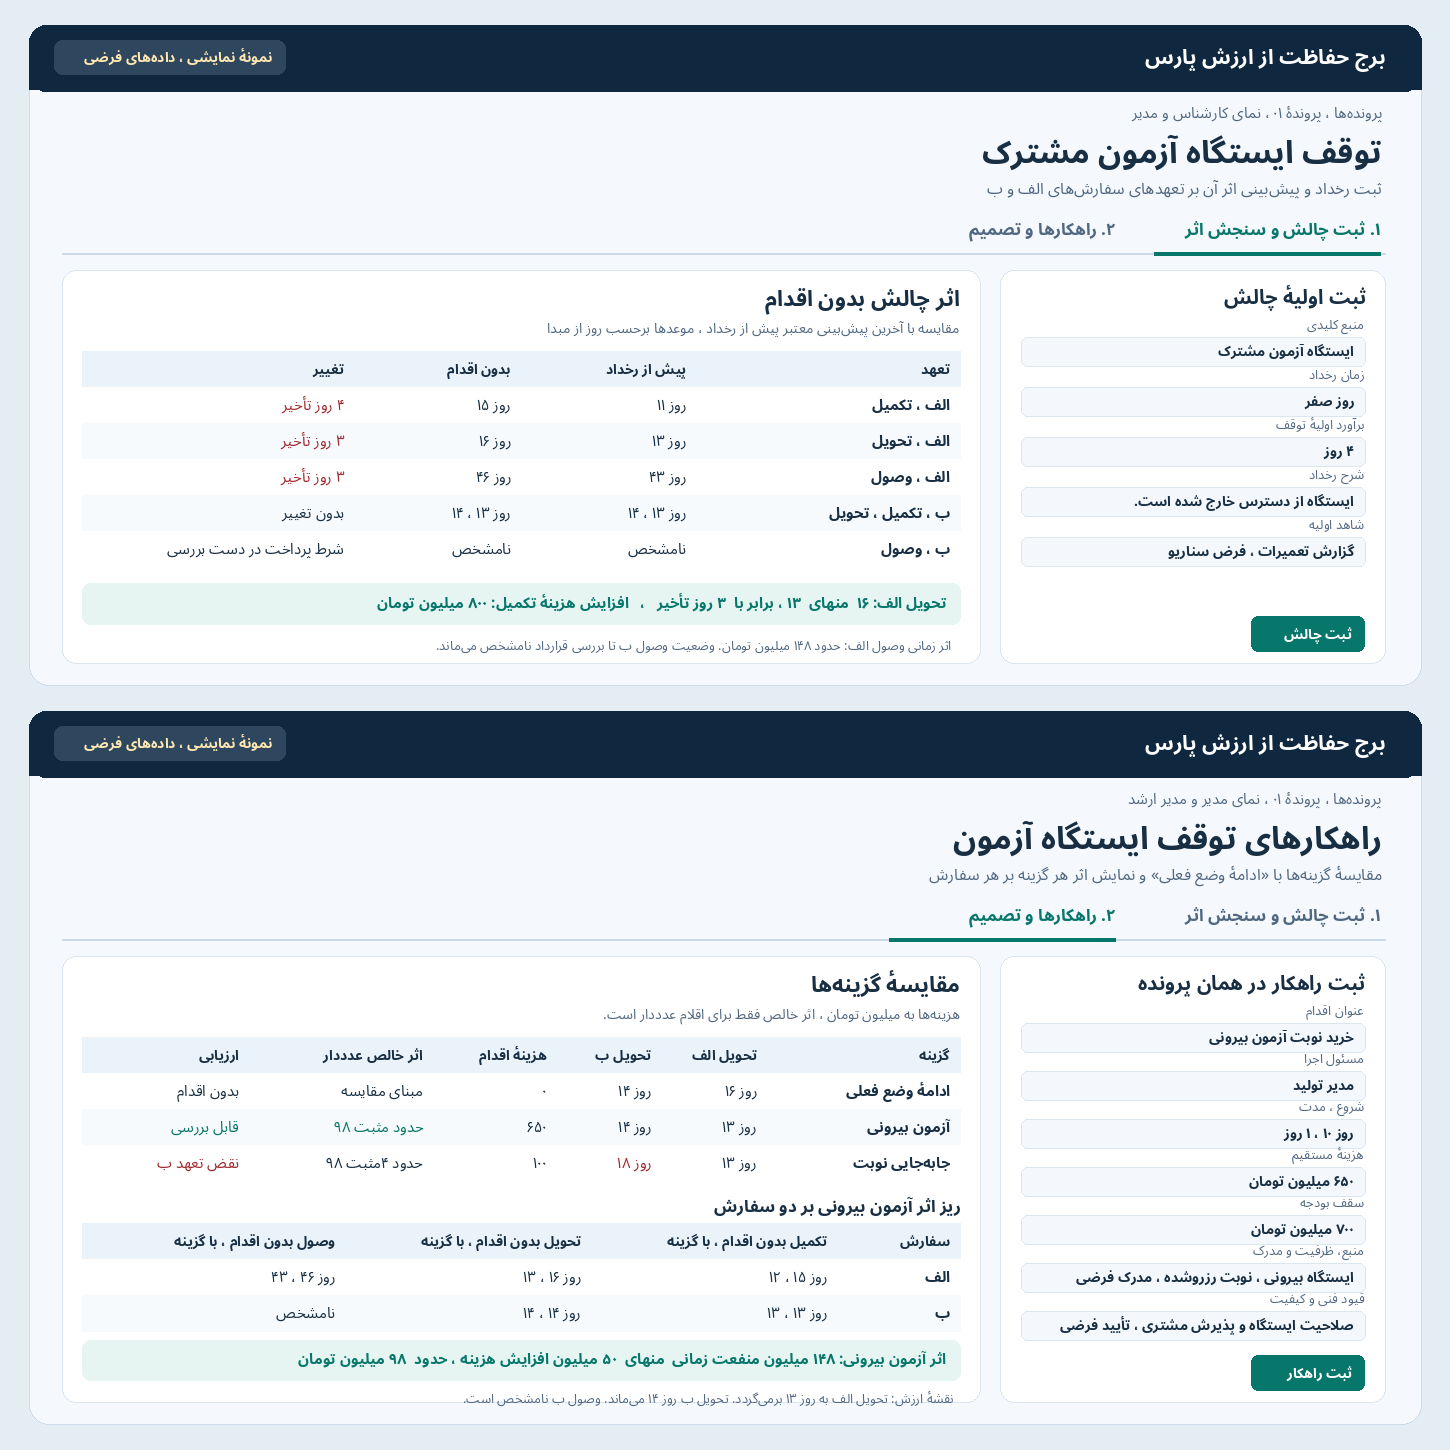 برج حفاظت از ارزش پارس
نمونهٔ نمایشی ، داده‌های فرضی
پرونده‌ها ، پروندهٔ ۰۱ ، نمای کارشناس و مدیر
توقف ایستگاه آزمون مشترک
ثبت رخداد و پیش‌بینی اثر آن بر تعهدهای سفارش‌های الف و ب
۱. ثبت چالش و سنجش اثر
۲. راهکارها و تصمیم
ثبت اولیهٔ چالش
منبع کلیدی
ایستگاه آزمون مشترک
زمان رخداد
روز صفر
برآورد اولیهٔ توقف
۴ روز
شرح رخداد
ایستگاه از دسترس خارج شده است.
شاهد اولیه
گزارش تعمیرات ، فرض سناریو
ثبت چالش
اثر چالش بدون اقدام
مقایسه با آخرین پیش‌بینی معتبر پیش از رخداد ، موعدها برحسب روز از مبدا
تعهد پیش از رخداد بدون اقدام تغییر
الف ، تکمیل روز ۱۱ روز ۱۵ ۴ روز تأخیر
الف ، تحویل روز ۱۳ روز ۱۶ ۳ روز تأخیر
الف ، وصول روز ۴۳ روز ۴۶ ۳ روز تأخیر
ب ، تکمیل ، تحویل روز ۱۳ ، ۱۴ روز ۱۳ ، ۱۴ بدون تغییر
ب ، وصول نامشخص نامشخص شرط پرداخت در دست بررسی
تحویل الف: ۱۶ منهای ۱۳ ، برابر با ۳ روز تأخیر ، افزایش هزینهٔ تکمیل: ۸۰۰ میلیون تومان
اثر زمانی وصول الف: حدود ۱۴۸ میلیون تومان. وضعیت وصول ب تا بررسی قرارداد نامشخص می‌ماند.
برج حفاظت از ارزش پارس
نمونهٔ نمایشی ، داده‌های فرضی
پرونده‌ها ، پروندهٔ ۰۱ ، نمای مدیر و مدیر ارشد
راهکارهای توقف ایستگاه آزمون
مقایسهٔ گزینه‌ها با «ادامهٔ وضع فعلی» و نمایش اثر هر گزینه بر هر سفارش
۱. ثبت چالش و سنجش اثر
۲. راهکارها و تصمیم
ثبت راهکار در همان پرونده
عنوان اقدام
خرید نوبت آزمون بیرونی
مسئول اجرا
مدیر تولید
شروع ، مدت
روز ۱۰ ، ۱ روز
هزینهٔ مستقیم
۶۵۰ میلیون تومان
سقف بودجه
۷۰۰ میلیون تومان
منبع، ظرفیت و مدرک
ایستگاه بیرونی ، نوبت رزروشده ، مدرک فرضی
قیود فنی و کیفیت
صلاحیت ایستگاه و پذیرش مشتری ، تأیید فرضی
ثبت راهکار
مقایسهٔ گزینه‌ها
هزینه‌ها به میلیون تومان ، اثر خالص فقط برای اقلام عدددار است.
گزینه تحویل الف تحویل ب هزینهٔ اقدام اثر خالص عدددار ارزیابی
ادامهٔ وضع فعلی روز ۱۶ روز ۱۴ ۰ مبنای مقایسه بدون اقدام
آزمون بیرونی روز ۱۳ روز ۱۴ ۶۵۰ حدود مثبت ۹۸ قابل بررسی
جابه‌جایی نوبت روز ۱۳ روز ۱۸ ۱۰۰ حدود ۴مثبت ۹۸ نقض تعهد ب
ریز اثر آزمون بیرونی بر دو سفارش
سفارش تکمیل بدون اقدام ، با گزینه تحویل بدون اقدام ، با گزینه وصول بدون اقدام ، با گزینه
الف روز ۱۵ ، ۱۲ روز ۱۶ ، ۱۳ روز ۴۶ ، ۴۳
ب روز ۱۳ ، ۱۳ روز ۱۴ ، ۱۴ نامشخص
اثر آزمون بیرونی: ۱۴۸ میلیون منفعت زمانی منهای ۵۰ میلیون افزایش هزینه ، حدود ۹۸ میلیون تومان
نقشهٔ ارزش: تحویل الف به روز ۱۳ برمی‌گردد. تحویل ب روز ۱۴ می‌ماند. وصول ب نامشخص است.